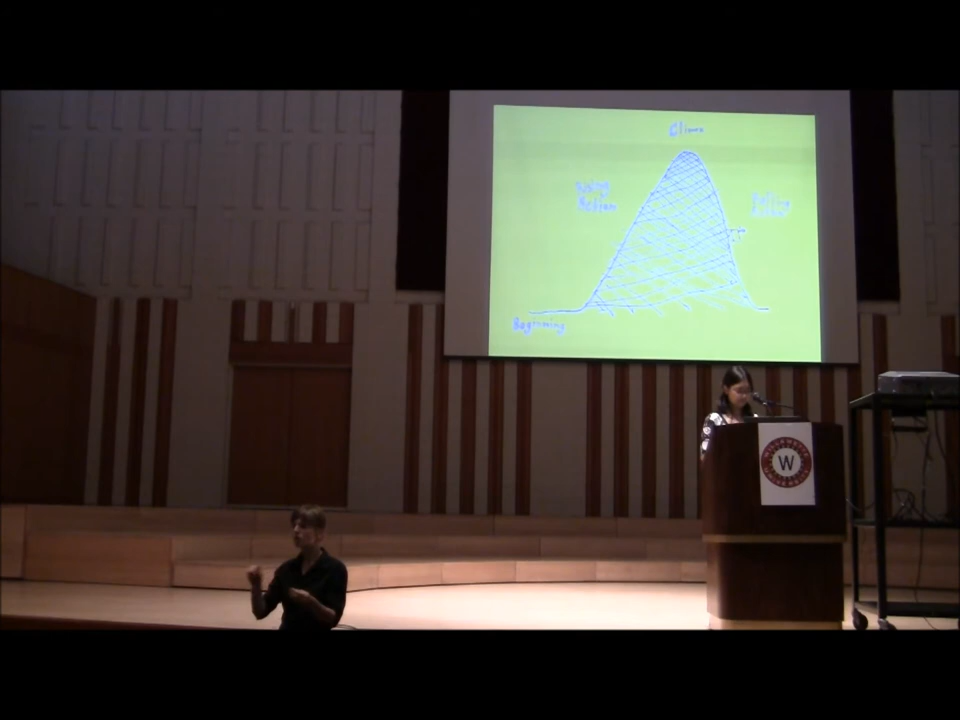 Climax
Rising
Action
Falling
Action
Beginning
W